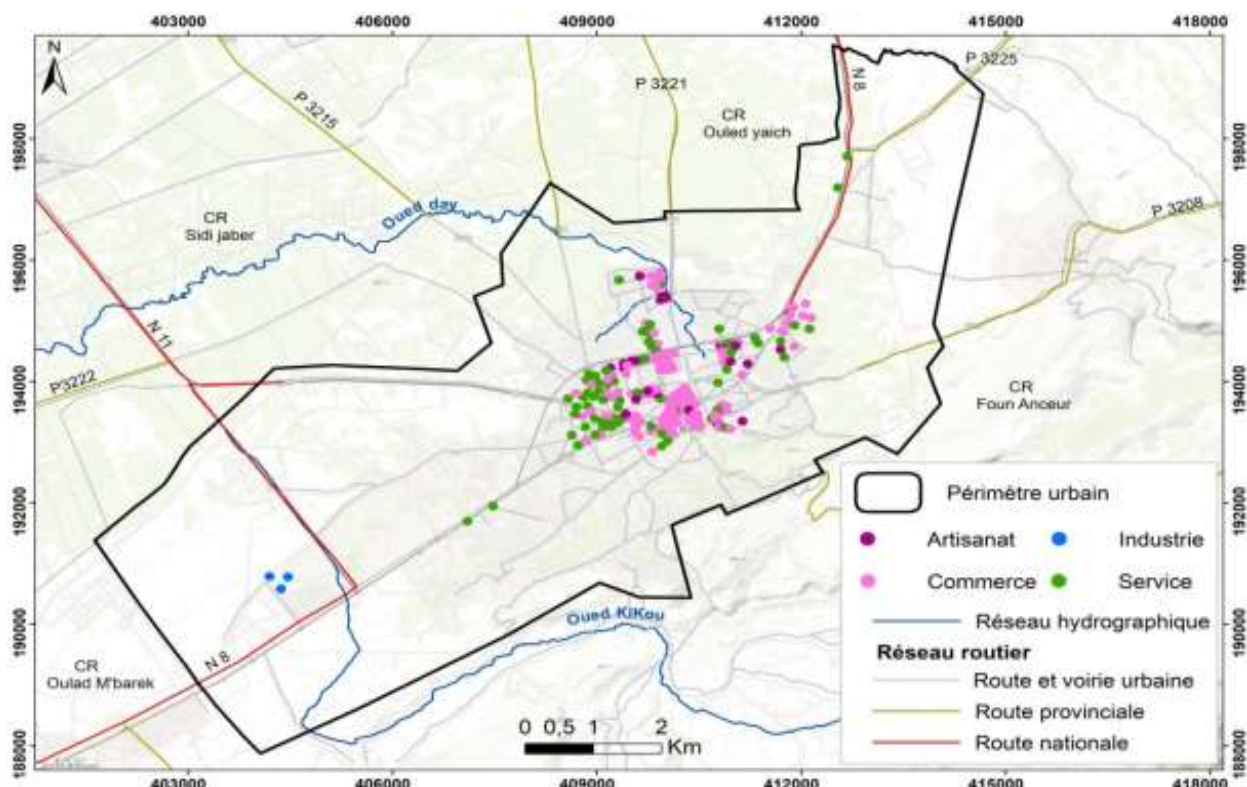 403000 406000 409000 412000 415000 418000
N
P 3225
P 3221
N 8
P 3215
CR
Ouled yaich
198000
198000
CR
Sidi jaber
Oued day
P 3208
196000
196000
N 11
P3222
194000
194000
CR
Foun Anceur
Périmètre urbain
192000
192000
Artisanat
Industrie
Commerce
Service
Oued KiKou
Réseau hydrographique
190000
190000
Réseau routier
N 8
CR
Oulad M'barek
Route et voirie urbaine
Route provinciale
0 0,5 1 2
Km
Route nationale
188000
188000
403000 406000 409000 412000 415000 418000